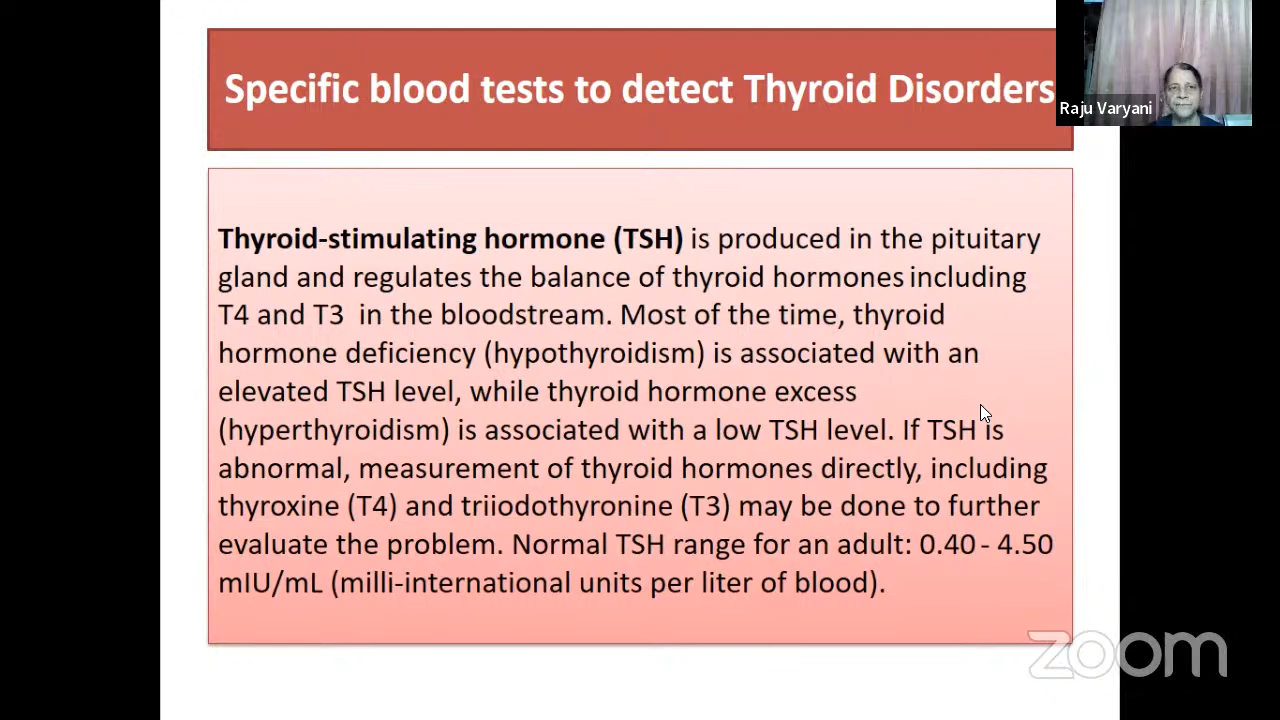 Specific blood tests to detect Thyroid Disorders
Raju Varyani
Thyroid-stimulating hormone (TSH) is produced in the pituitary
gland and regulates the balance of thyroid hormones including
T4 and T3 in the bloodstream. Most of the time, thyroid
hormone deficiency (hypothyroidism) is associated with an
elevated TSH level, while thyroid hormone excess
(hyperthyroidism) is associated with a low TSH level. If TSH is
abnormal, measurement of thyroid hormones directly, including
thyroxine (T4) and triiodothyronine (T3) may be done to further
evaluate the problem. Normal TSH range for an adult: 0.40 - 4.50
mIU/mL (milli-international units per liter of blood).
zoom